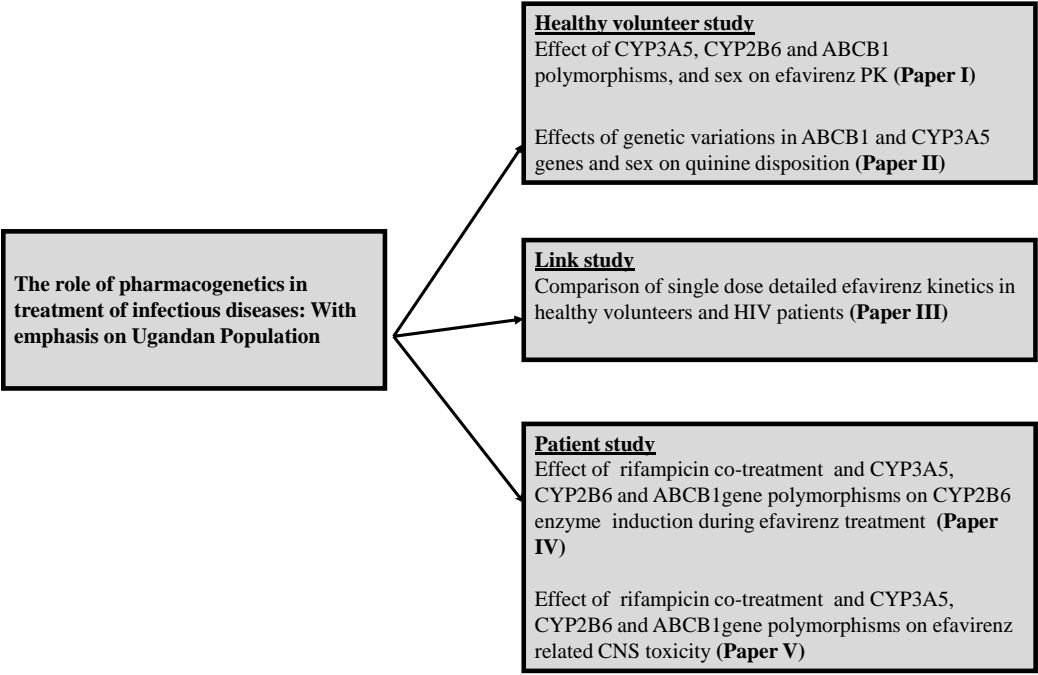 The role of pharmacogenetics in
treatment of infectious diseases: With
emphasis on Ugandan Population
Healthy volunteer study
Effect of CYP3A5, CYP2B6 and ABCB1
polymorphisms, and sex on efavirenz PK (Paper I)
Effects of genetic variations in ABCB1 and CYP3A5
genes and sex on quinine disposition (Paper II)
Link study
Comparison of single dose detailed efavirenz kinetics in
healthy volunteers and HIV patients (Paper III)
Patient study
Effect of rifampicin co-treatment and CYP3A5,
CYP2B6 and ABCB1gene polymorphisms on CYP2B6
enzyme induction during efavirenz treatment (Paper
IV)
Effect of rifampicin co-treatment and CYP3A5,
CYP2B6 and ABCB1gene polymorphisms on efavirenz
related CNS toxicity (Paper V)